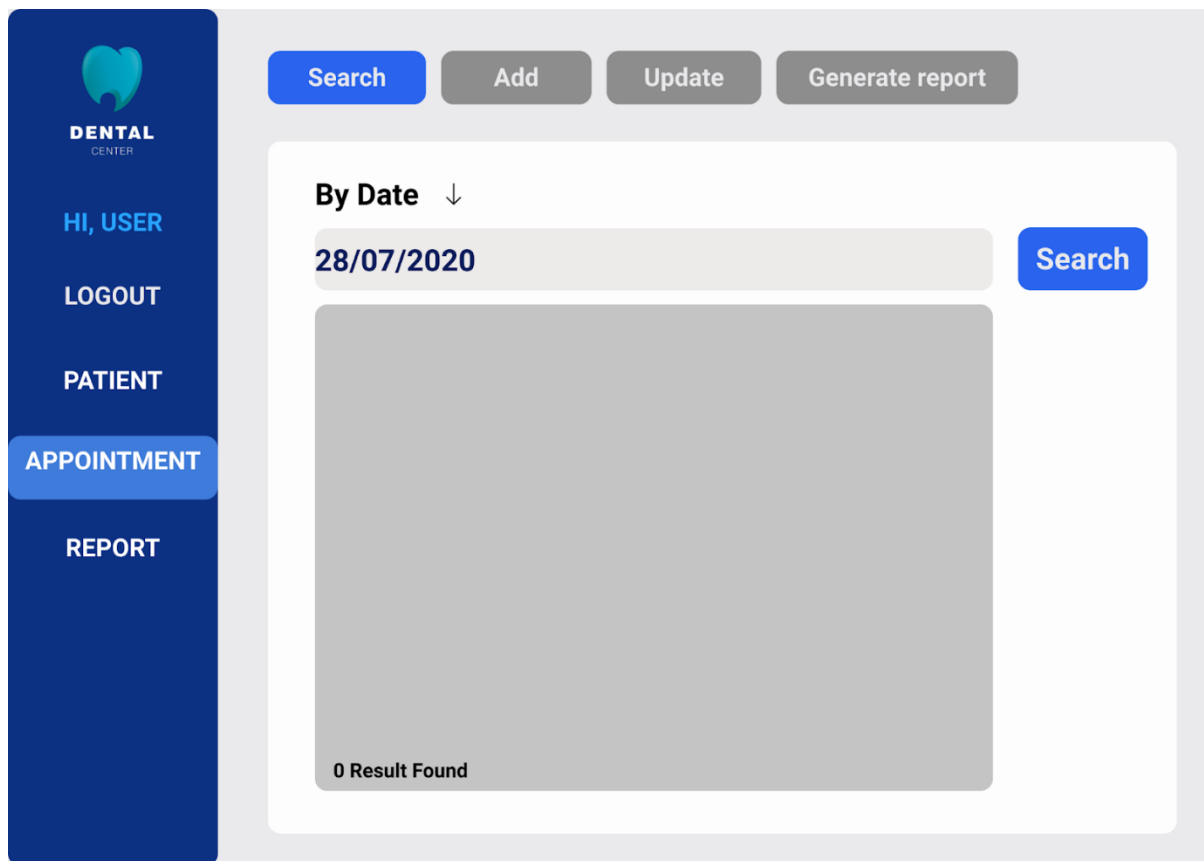 DENTAL
CENTER
HI, USER
LOGOUT
PATIENT
APPOINTMENT
REPORT
Search Add Update Generate report
By Date ↓
28/07/2020 Search
0 Result Found